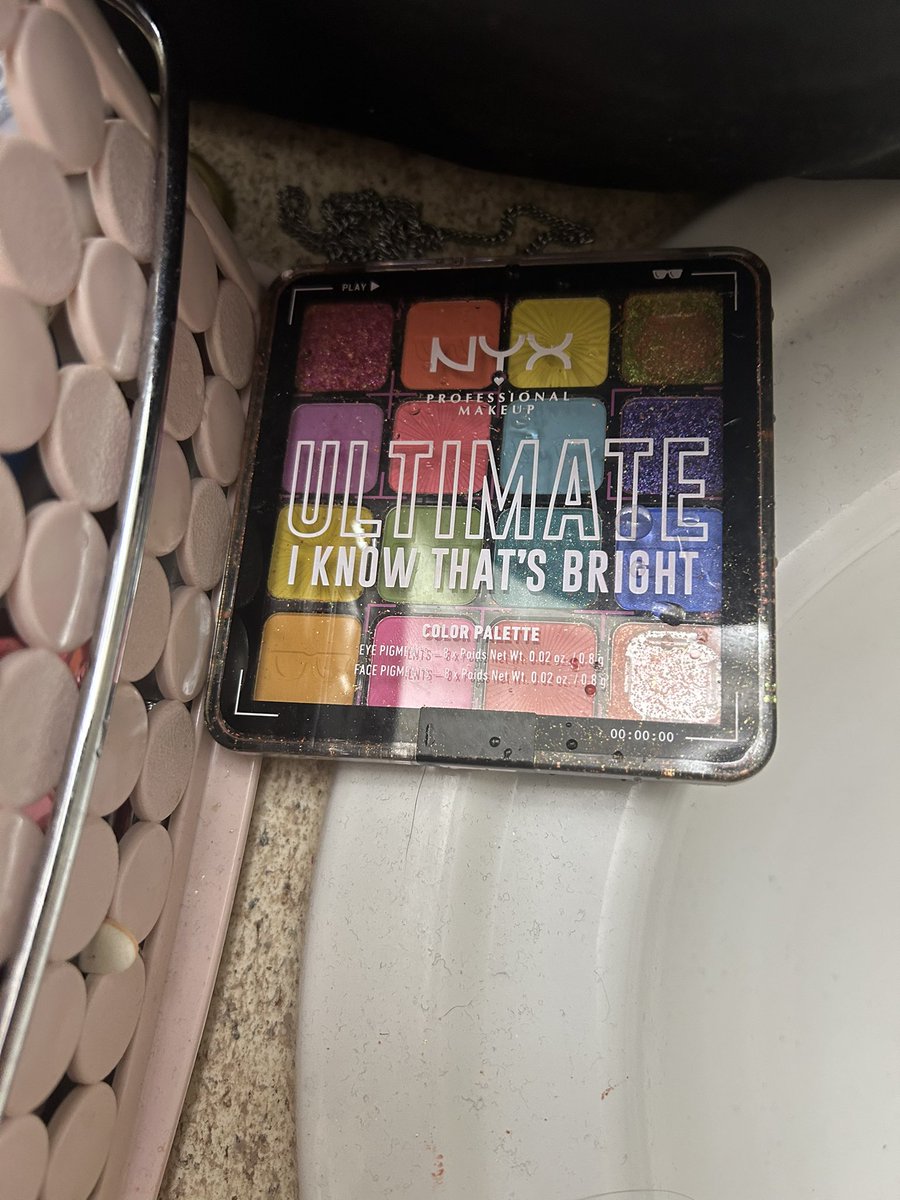 PLAY
NYX
PROFESSIONAL
MAKEUP
ULTIMATE
I KNOW THAT'S BRIGHT
COLOR PALETTE
EYE PIGMENTS – 8 x Poids Net Wt. 0.02 oz. / 0.8 g
FACE PIGMENTS – 8 x Poids Net Wt. 0.02 oz. / 0.8 g
00:00:00